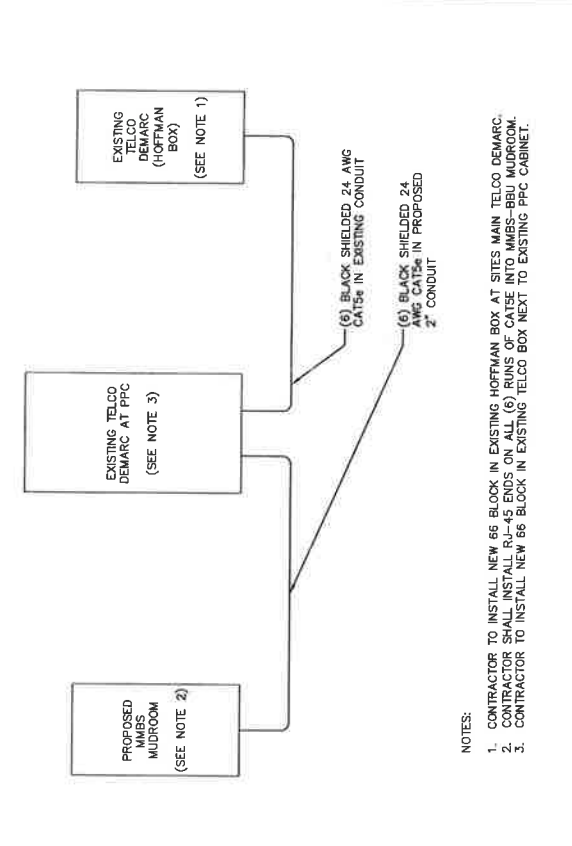 PROPOSED
MMBS
MUDROOM
(SEE NOTE 2)
EXISTING TELCO
DEMARC AT PPC
(SEE NOTE 3)
EXISTING
TELCO
DEMARC
(HOFFMAN
BOX)
(SEE NOTE 1)
(6) BLACK SHIELDED 24 AWG
CAT5e IN EXISTING CONDUIT
(6) BLACK SHIELDED 24
AWG CAT5e IN PROPOSED
2" CONDUIT
NOTES:
1. CONTRACTOR TO INSTALL NEW 66 BLOCK IN EXISTING HOFFMAN BOX AT SITES MAIN TELCO DEMARC.
2. CONTRACTOR SHALL INSTALL RJ-45 ENDS ON ALL (6) RUNS OF CAT5E INTO MMBS-BBU MUDROOM.
3. CONTRACTOR TO INSTALL NEW 66 BLOCK IN EXISTING TELCO BOX NEXT TO EXISTING PPC CABINET.